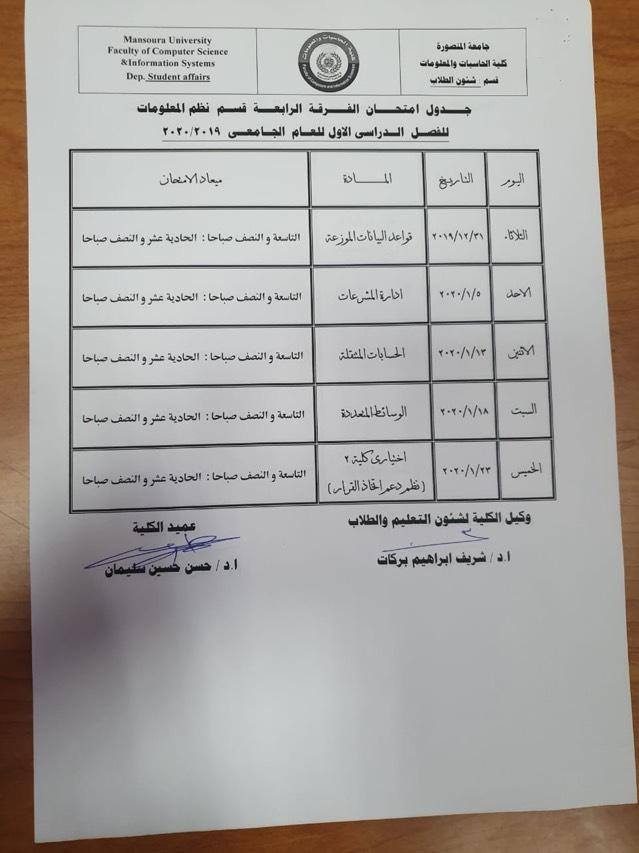 Mansoura University
Faculty of Computer Science
&Information Systems
Dep. Student affairs
جامعة المنصورة
كلية الحاسبات والمعلومات
قسم : شئون الطلاب
جدول امتحان الفرقة الرابعة قسم نظم المعلومات
للفصل الدراسى الاول للعام الجامعى ٢٠٢٠/٢٠١٩
اليوم التاريخ المادة ميعاد الامتحان
الثلاثاء ٢٠١٩/١٢/٣١ قواعد البيانات الموزعة التاسعة و النصف صباحا : الحادية عشر و النصف صباحا
الاحد ٢٠٢٠/١/٥ ادارة المشروعات التاسعة و النصف صباحا : الحادية عشر و النصف صباحا
الاثنين ٢٠٢٠/١/١٣ الحسابات المتنقلة التاسعة و النصف صباحا : الحادية عشر و النصف صباحا
السبت ٢٠٢٠/١/١٨ الوسائط المتعددة التاسعة و النصف صباحا : الحادية عشر و النصف صباحا
الخميس ٢٠٢٠/١/٢٣ اختيارى كلية ٢ التاسعة و النصف صباحا : الحادية عشر و النصف صباحا
(نظم دعم اتخاذ القرار)
وكيل الكلية لشئون التعليم والطلاب
عميد الكلية
ا.د / شريف ابراهيم بركات
ا.د / حسن حسين سليمان